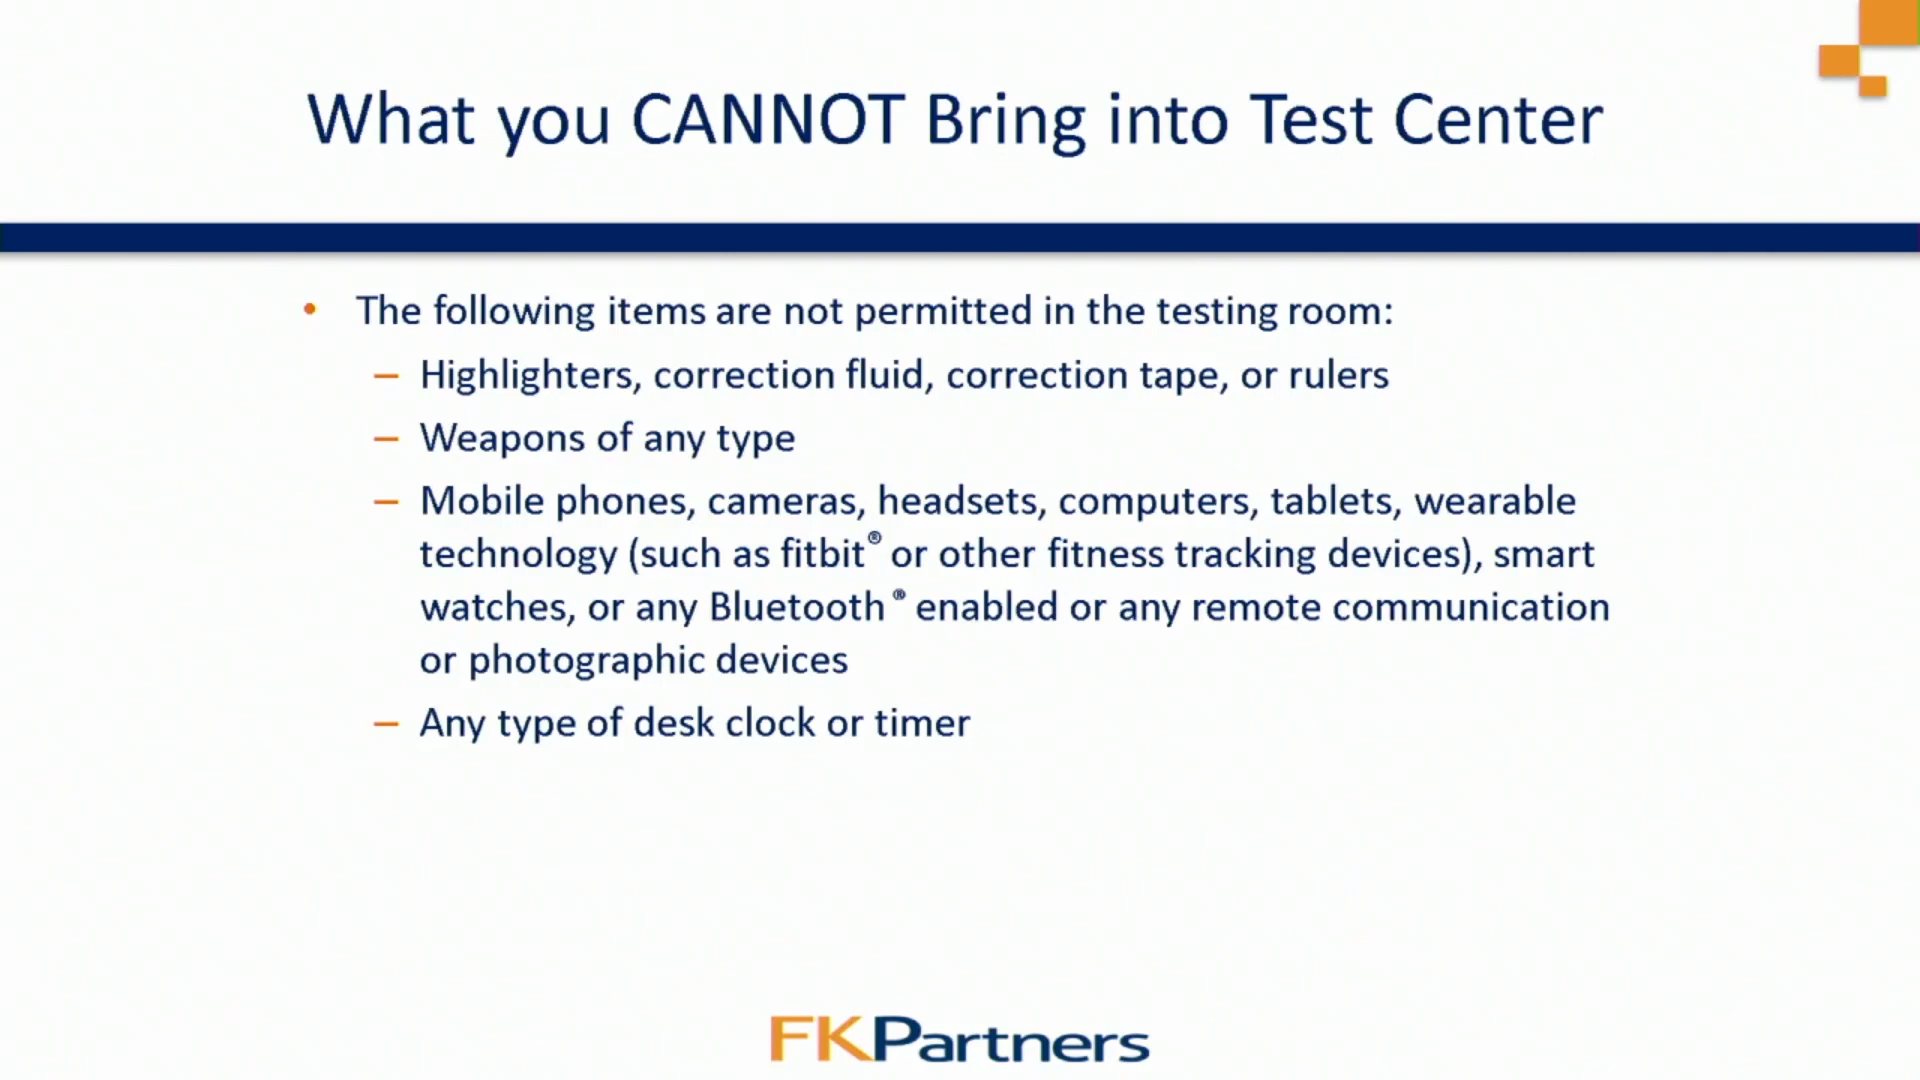 What you CANNOT Bring into Test Center
• The following items are not permitted in the testing room:
– Highlighters, correction fluid, correction tape, or rulers
– Weapons of any type
– Mobile phones, cameras, headsets, computers, tablets, wearable
technology (such as fitbit® or other fitness tracking devices), smart
watches, or any Bluetooth® enabled or any remote communication
or photographic devices
– Any type of desk clock or timer
FKPartners